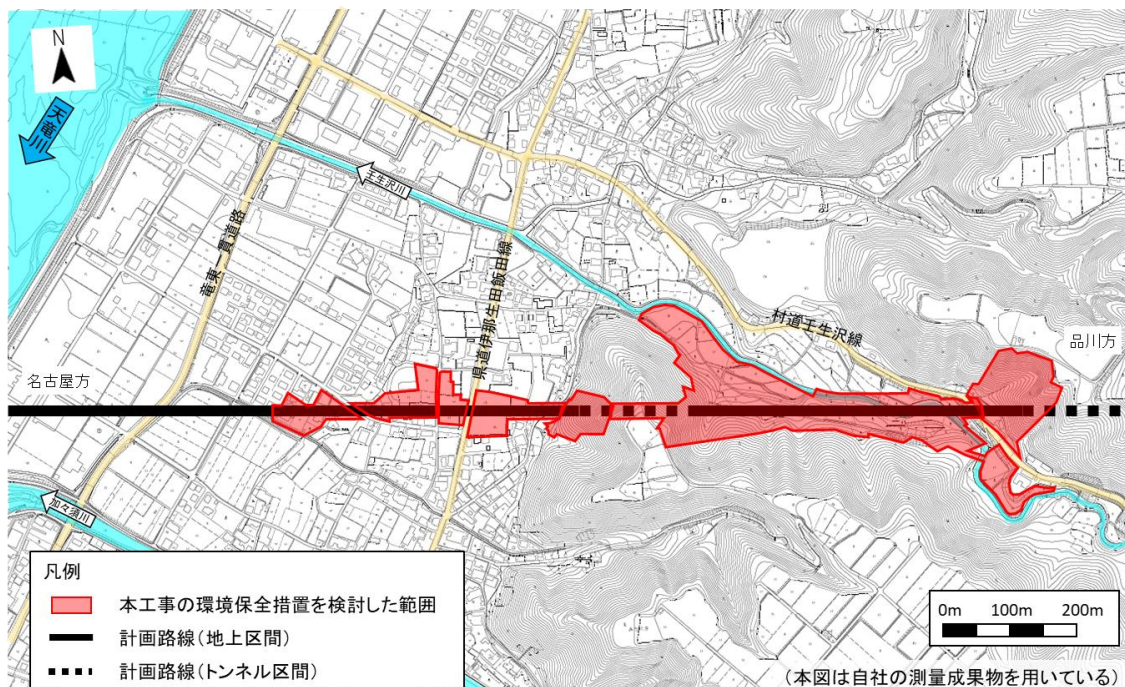 N
天竜川
壬生沢川
竜東一貫道路
県道伊那生田飯田線
村道壬生沢線
品川方
名古屋方
加々須川
凡例
本工事の環境保全措置を検討した範囲
計画路線(地上区間)
計画路線(トンネル区間)
0m 100m 200m
(本図は自社の測量成果物を用いている)